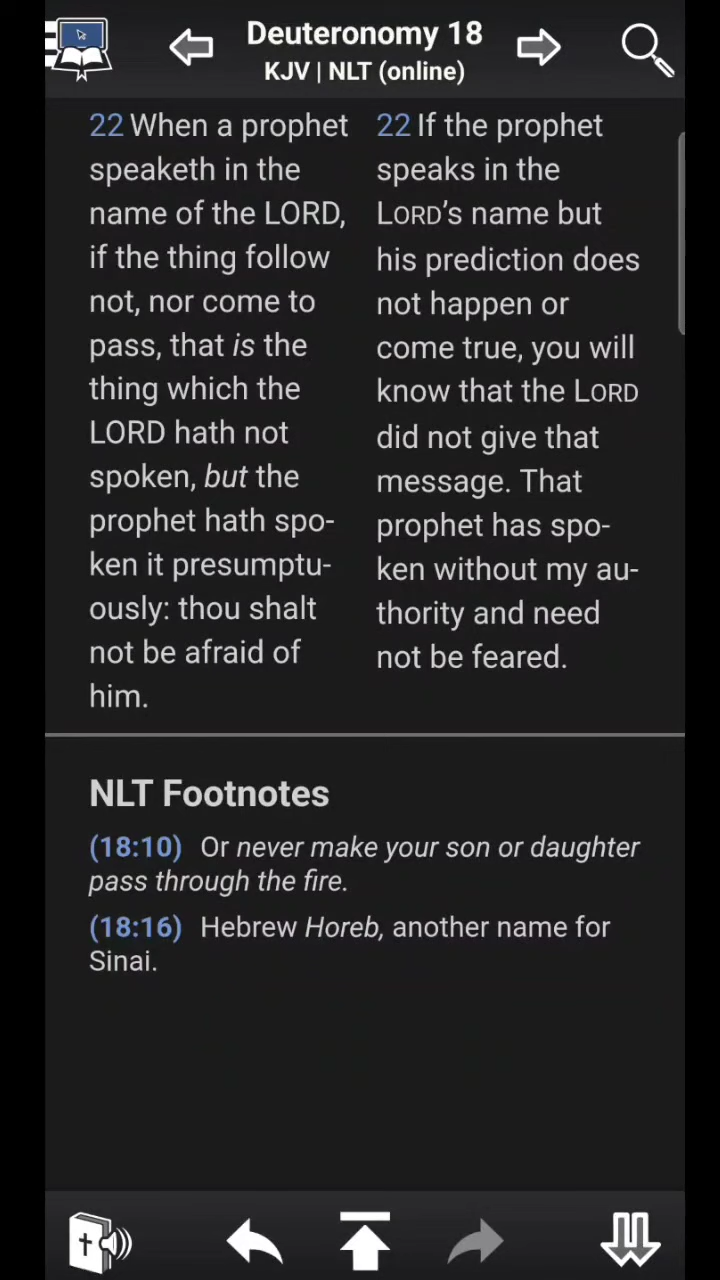 Deuteronomy 18
KJV | NLT (online)
22 When a prophet
speaketh in the
name of the LORD,
if the thing follow
not, nor come to
pass, that is the
thing which the
LORD hath not
spoken, but the
prophet hath spo-
ken it presumptu-
ously: thou shalt
not be afraid of
him.
22 If the prophet
speaks in the
LORD's name but
his prediction does
not happen or
come true, you will
know that the LORD
did not give that
message. That
prophet has spo-
ken without my au-
thority and need
not be feared.
NLT Footnotes
(18:10) Or never make your son or daughter
pass through the fire.
(18:16) Hebrew Horeb, another name for
Sinai.